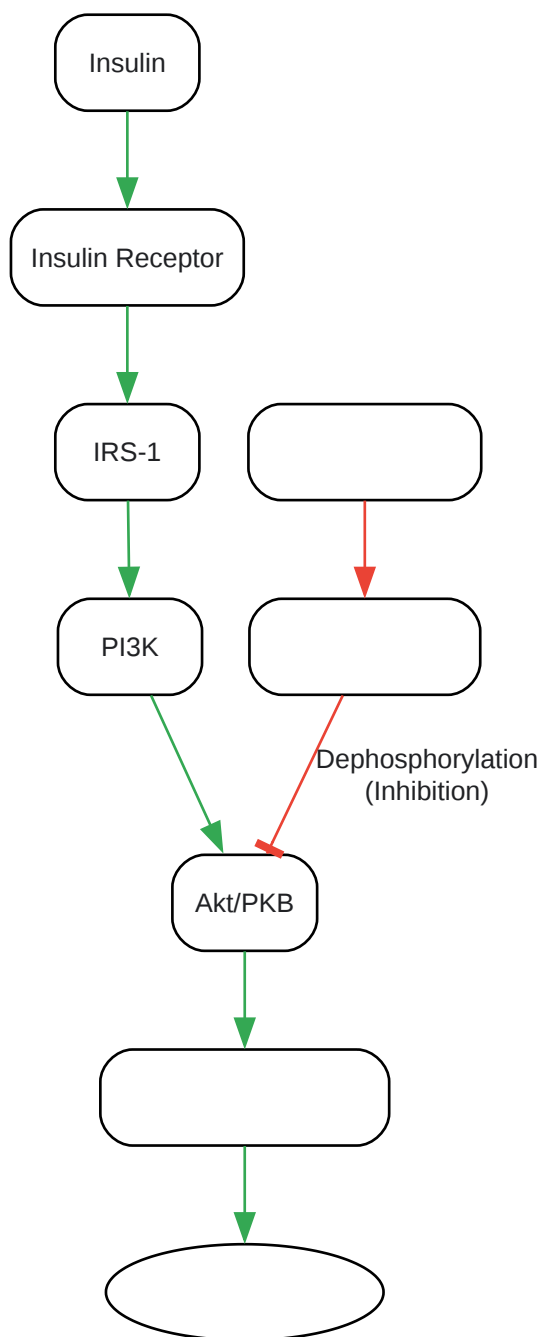 Insulin
Insulin Receptor
IRS-1
PI3K
Dephosphorylation
(Inhibition)
Akt/PKB